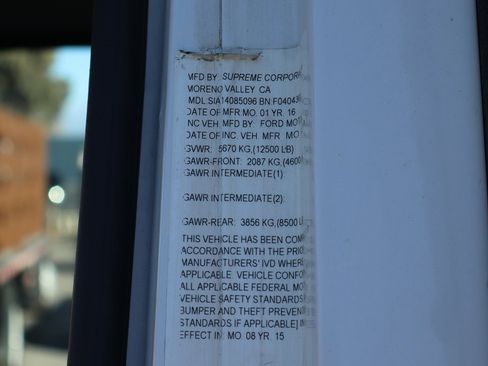 MFD BY SUPREME CORPOR
MORENO VALLEY CA
MDL SIA14085096 BN F04043
DATE OF MFR MO 01 YR. 16
INC VEH MFD BY: FORD MO
DATE OF INC. VEH. MFR MO
GVWR: 5670 KG,(12500 LB)
GAWR-FRONT: 2087 KG,(4600
GAWR INTERMEDIATE(1):
GAWR INTERMEDIATE(2):
GAWR-REAR: 3856 KG,(8500 L
THIS VEHICLE HAS BEEN COM
ACCORDANCE WITH THE PRIO
MANUFACTURERS' IVD WHERE
APPLICABLE. VEHICLE CONFO
ALL APPLICABLE FEDERAL MO
VEHICLE SAFETY STANDARDS
BUMPER AND THEFT PREVEN
STANDARDS IF APPLICABLE] IN
EFFECT IN: MO. 08 YR. 15